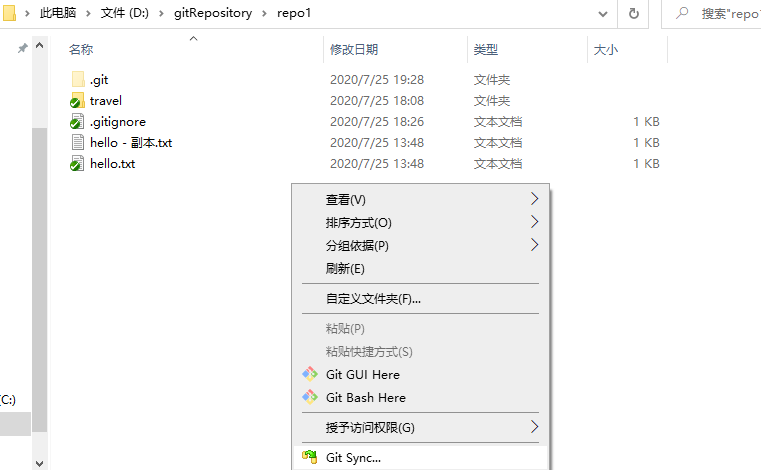 此电脑 › 文件 (D:) › gitRepository › repo1
搜索"repo1
名称 修改日期 类型 大小
.git 2020/7/25 19:28 文件夹
travel 2020/7/25 18:08 文件夹
.gitignore 2020/7/25 18:26 文本文档 1 KB
hello - 副本.txt 2020/7/25 13:48 文本文档 1 KB
hello.txt 2020/7/25 13:48 文本文档 1 KB
查看(V)
排序方式(O)
分组依据(P)
刷新(E)
自定义文件夹(F)...
粘贴(P)
粘贴快捷方式(S)
Git GUI Here
Git Bash Here
(C:)
授予访问权限(G)
Git Sync...